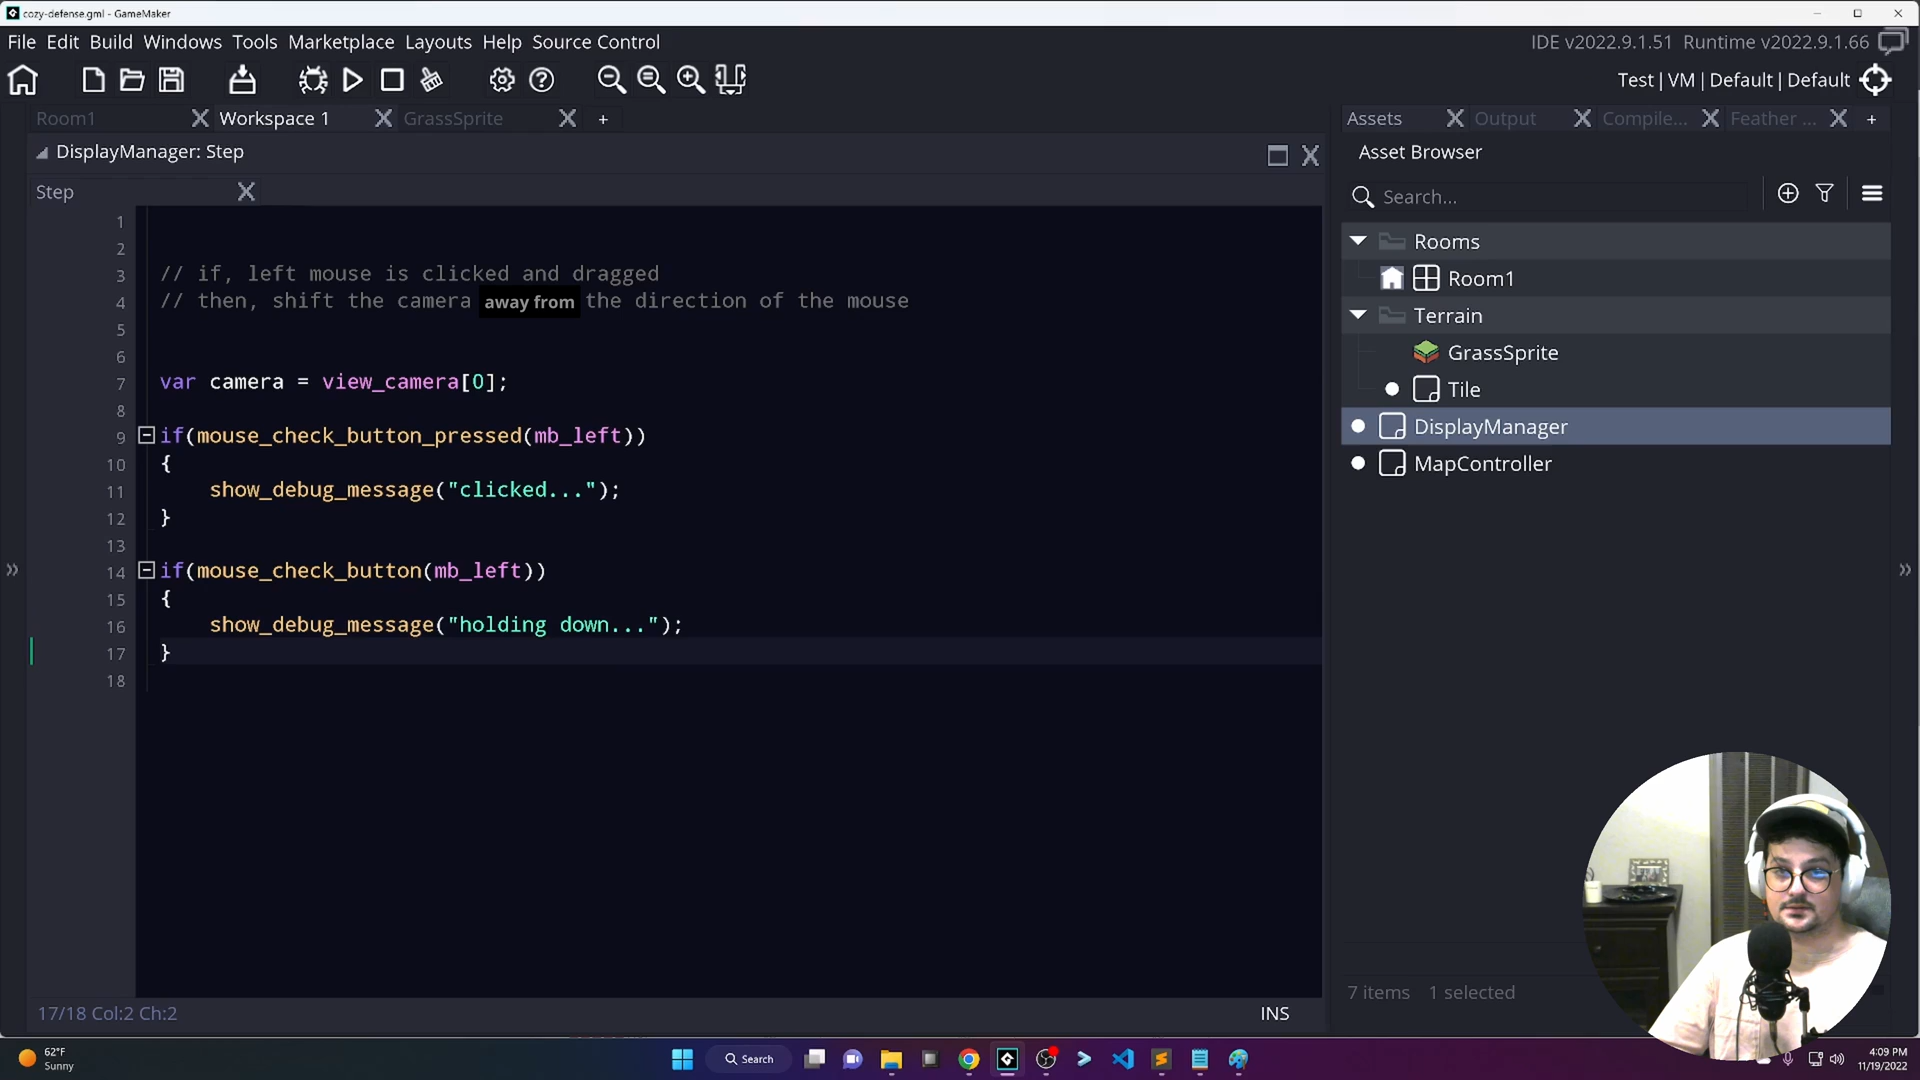 cozy-defense.gml - GameMaker
File Edit Build Windows Tools Marketplace Layouts Help Source Control
IDE v2022.9.1.51 Runtime v2022.9.1.66
Test | VM | Default | Default
Room1
Workspace 1
GrassSprite
Assets
Output
Compile...
Feather ...
DisplayManager: Step
Step
1
2
3 // if, left mouse is clicked and dragged
4 // then, shift the camera away from the direction of the mouse
5
6
7 var camera = view_camera[0];
8
9 if(mouse_check_button_pressed(mb_left))
10 {
11 show_debug_message("clicked...");
12 }
13
14 if(mouse_check_button(mb_left))
15 {
16 show_debug_message("holding down...");
17 }
18
17/18 Col:2 Ch:2
INS
Asset Browser
Search...
Rooms
Room1
Terrain
GrassSprite
Tile
DisplayManager
MapController
7 items 1 selected
62°F
Sunny
Search
4:09 PM
11/19/2022